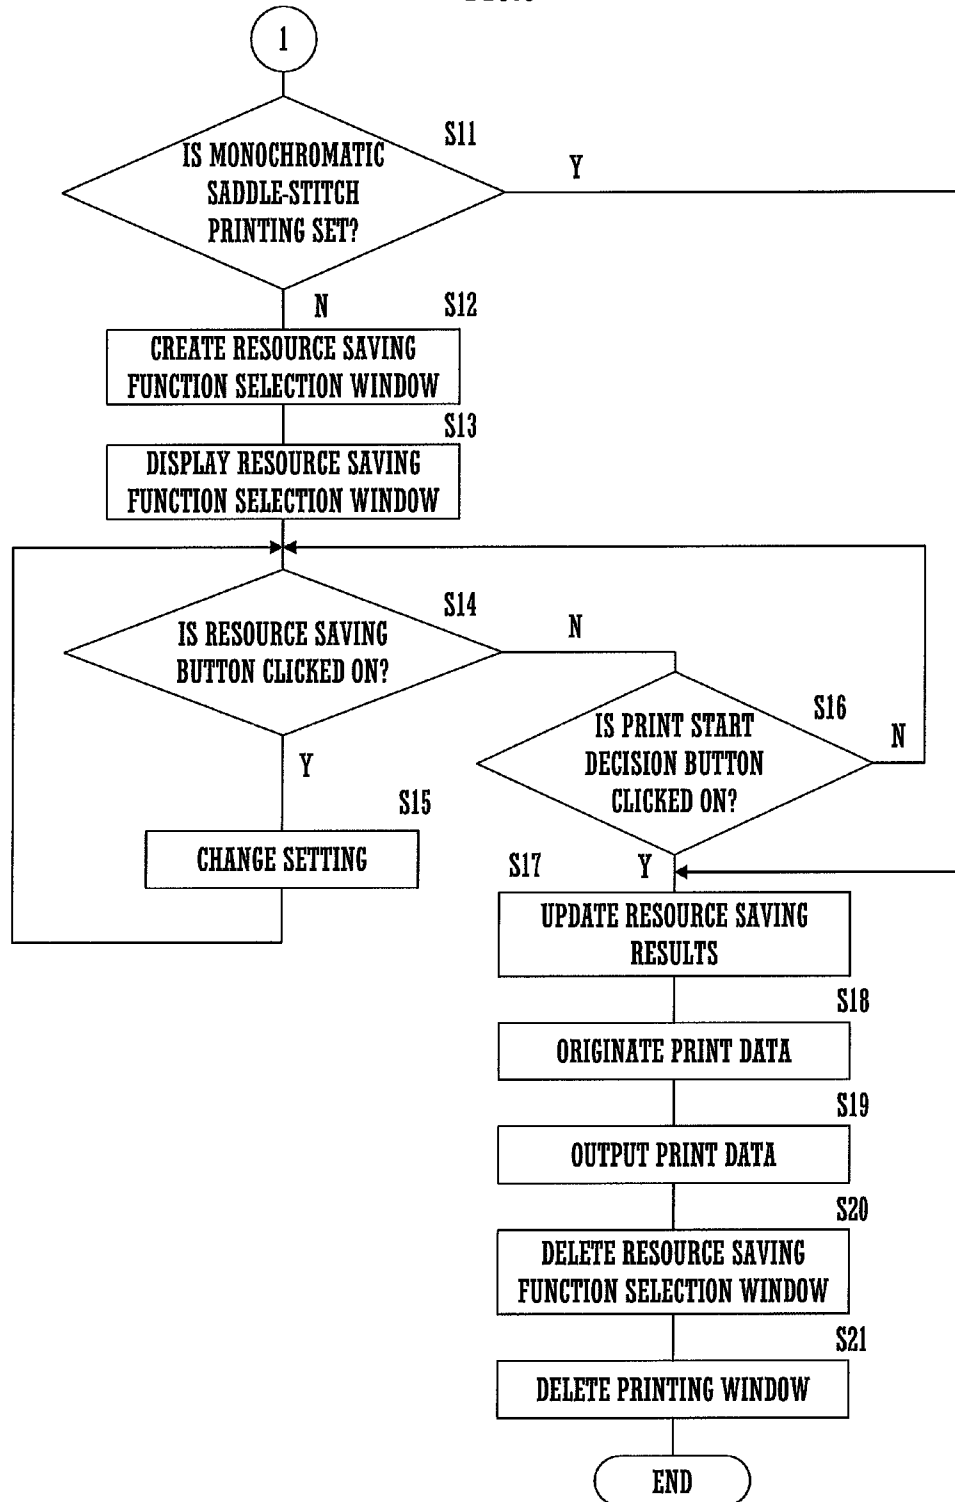 1
S11
IS MONOCHROMATIC
SADDLE-STITCH
PRINTING SET?
Y
N
S12
CREATE RESOURCE SAVING
FUNCTION SELECTION WINDOW
S13
DISPLAY RESOURCE SAVING
FUNCTION SELECTION WINDOW
S14
IS RESOURCE SAVING
BUTTON CLICKED ON?
N
Y
S15
CHANGE SETTING
S16
IS PRINT START
DECISION BUTTON
CLICKED ON?
N
Y
S17
UPDATE RESOURCE SAVING
RESULTS
S18
ORIGINATE PRINT DATA
S19
OUTPUT PRINT DATA
S20
DELETE RESOURCE SAVING
FUNCTION SELECTION WINDOW
S21
DELETE PRINTING WINDOW
END